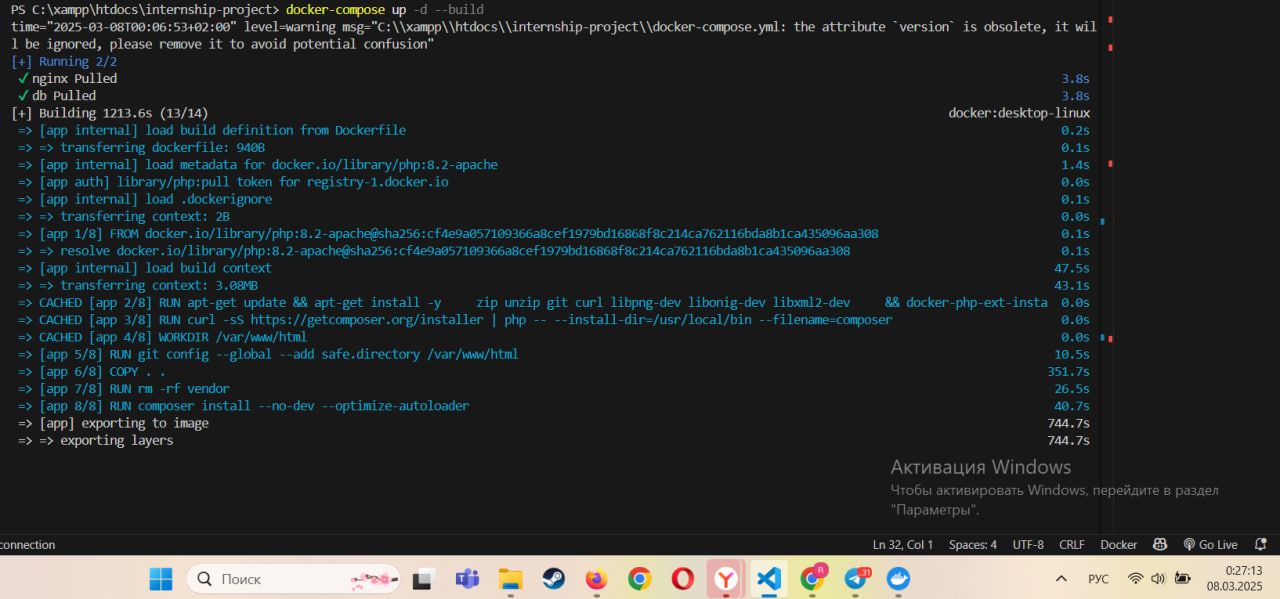 PS C:\xampp\htdocs\internship-project> docker-compose up -d --build
time="2025-03-08T00:06:53+02:00" level=warning msg="C:\\xampp\\htdocs\\internship-project\\docker-compose.yml: the attribute `version` is obsolete, it wil
l be ignored, please remove it to avoid potential confusion"
[+] Running 2/2
✓ nginx Pulled 3.8s
✓ db Pulled 3.8s
[+] Building 1213.6s (13/14) docker:desktop-linux
=> [app internal] load build definition from Dockerfile 0.2s
=> => transferring dockerfile: 940B 0.1s
=> [app internal] load metadata for docker.io/library/php:8.2-apache 1.4s
=> [app auth] library/php:pull token for registry-1.docker.io 0.0s
=> [app internal] load .dockerignore 0.1s
=> => transferring context: 2B 0.0s
=> [app 1/8] FROM docker.io/library/php:8.2-apache@sha256:cf4e9a057109366a8cef1979bd16868f8c214ca762116bda8b1ca435096aa308 0.1s
=> => resolve docker.io/library/php:8.2-apache@sha256:cf4e9a057109366a8cef1979bd16868f8c214ca762116bda8b1ca435096aa308 0.1s
=> [app internal] load build context 47.5s
=> => transferring context: 3.08MB 43.1s
=> CACHED [app 2/8] RUN apt-get update && apt-get install -y     zip unzip git curl libpng-dev libonig-dev libxml2-dev     && docker-php-ext-insta 0.0s
=> CACHED [app 3/8] RUN curl -sS https://getcomposer.org/installer | php -- --install-dir=/usr/local/bin --filename=composer 0.0s
=> CACHED [app 4/8] WORKDIR /var/www/html 0.0s
=> [app 5/8] RUN git config --global --add safe.directory /var/www/html 10.5s
=> [app 6/8] COPY . . 351.7s
=> [app 7/8] RUN rm -rf vendor 26.5s
=> [app 8/8] RUN composer install --no-dev --optimize-autoloader 40.7s
=> [app] exporting to image 744.7s
=> => exporting layers 744.7s
Активация Windows
Чтобы активировать Windows, перейдите в раздел
"Параметры".
connection Ln 32, Col 1 Spaces: 4 UTF-8 CRLF Docker Go Live
Поиск R 31 РУС 0:27:13
08.03.2025